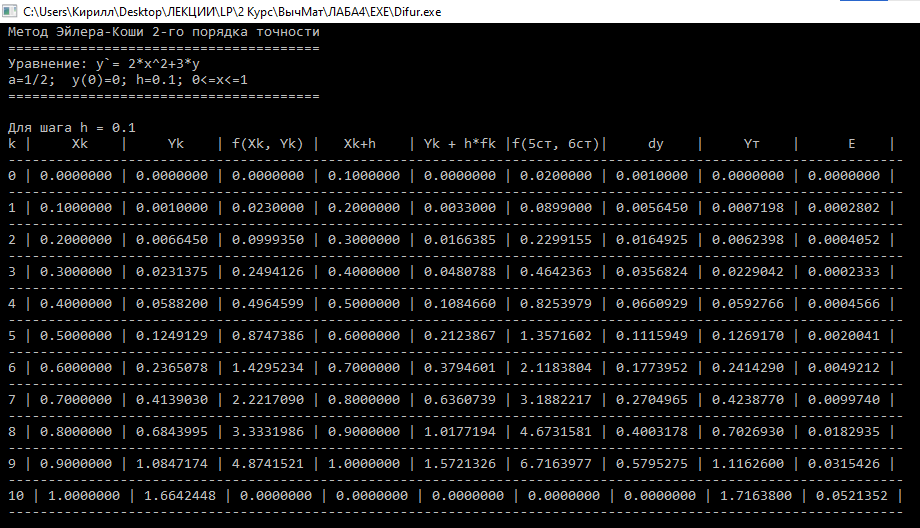 C:\Users\Кирилл\Desktop\ЛЕКЦИИ\LP\2 Курс\ВычМат\ЛАБА4\EXE\Difur.exe
Метод Эйлера-Коши 2-го порядка точности
=======================================
Уравнение: y`= 2*x^2+3*y
a=1/2;  y(0)=0; h=0.1; 0<=x<=1
=======================================
Для шага h = 0.1
k |     Xk    |     Yk    | f(Xk, Yk) |   Xk+h    | Yk + h*fk |f(5ст, 6ст)|     dy    |     Yт    |      E    |
0 | 0.0000000 | 0.0000000 | 0.0000000 | 0.1000000 | 0.0000000 | 0.0200000 | 0.0010000 | 0.0000000 | 0.0000000 |
1 | 0.1000000 | 0.0010000 | 0.0230000 | 0.2000000 | 0.0033000 | 0.0899000 | 0.0056450 | 0.0007198 | 0.0002802 |
2 | 0.2000000 | 0.0066450 | 0.0999350 | 0.3000000 | 0.0166385 | 0.2299155 | 0.0164925 | 0.0062398 | 0.0004052 |
3 | 0.3000000 | 0.0231375 | 0.2494126 | 0.4000000 | 0.0480788 | 0.4642363 | 0.0356824 | 0.0229042 | 0.0002333 |
4 | 0.4000000 | 0.0588200 | 0.4964599 | 0.5000000 | 0.1084660 | 0.8253979 | 0.0660929 | 0.0592766 | 0.0004566 |
5 | 0.5000000 | 0.1249129 | 0.8747386 | 0.6000000 | 0.2123867 | 1.3571602 | 0.1115949 | 0.1269170 | 0.0020041 |
6 | 0.6000000 | 0.2365078 | 1.4295234 | 0.7000000 | 0.3794601 | 2.1183804 | 0.1773952 | 0.2414290 | 0.0049212 |
7 | 0.7000000 | 0.4139030 | 2.2217090 | 0.8000000 | 0.6360739 | 3.1882217 | 0.2704965 | 0.4238770 | 0.0099740 |
8 | 0.8000000 | 0.6843995 | 3.3331986 | 0.9000000 | 1.0177194 | 4.6731581 | 0.4003178 | 0.7026930 | 0.0182935 |
9 | 0.9000000 | 1.0847174 | 4.8741521 | 1.0000000 | 1.5721326 | 6.7163977 | 0.5795275 | 1.1162600 | 0.0315426 |
10 | 1.0000000 | 1.6642448 | 0.0000000 | 0.0000000 | 0.0000000 | 0.0000000 | 0.0000000 | 1.7163800 | 0.0521352 |